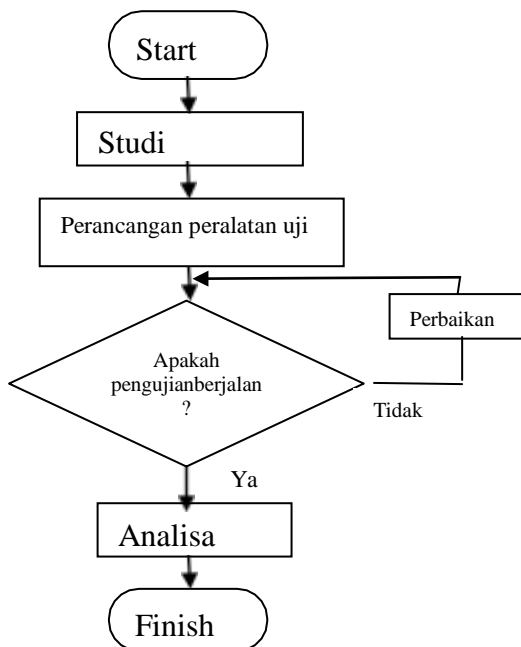 Start
Studi
Perancangan peralatan uji
Perbaikan
Apakah
pengujianberjalan
?
Tidak
Ya
Analisa
Finish